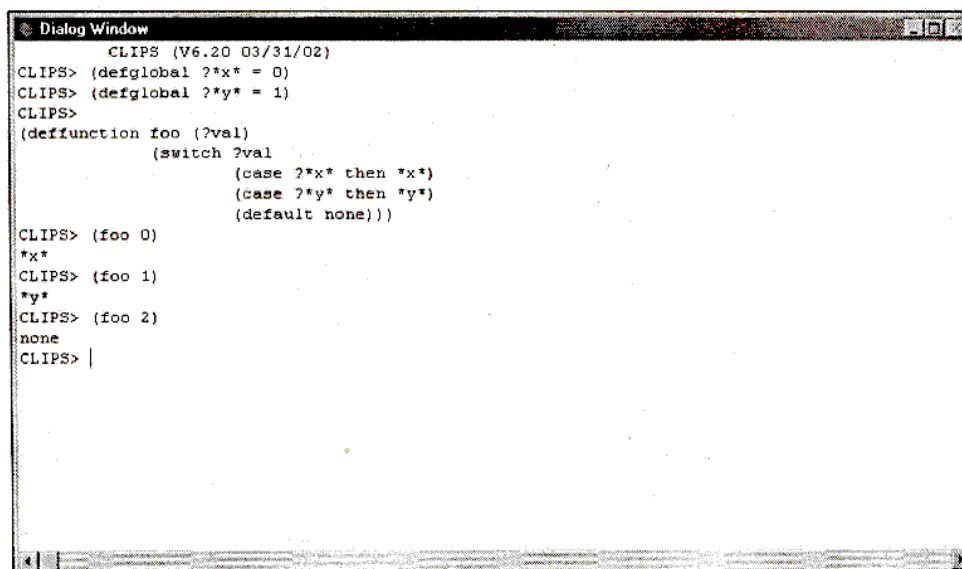 Dialog Window
CLIPS (V6.20 03/31/02)
CLIPS> (defglobal ?*x* = 0)
CLIPS> (defglobal ?*y* = 1)
CLIPS>
(deffunction foo (?val)
(switch ?val
(case ?*x* then *x*)
(case ?*y* then *y*)
(default none)))
CLIPS> (foo 0)
*x*
CLIPS> (foo 1)
*y*
CLIPS> (foo 2)
none
CLIPS>